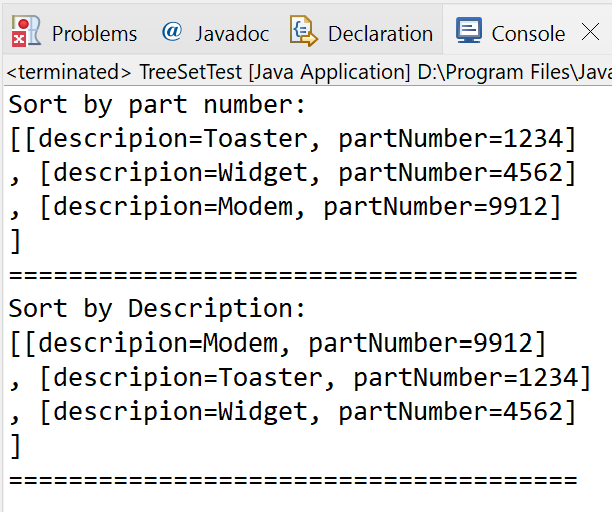 Problems @ Javadoc Declaration Console
<terminated> TreeSetTest [Java Application] D:\Program Files\Java
Sort by part number:
[[descripion=Toaster, partNumber=1234]
, [descripion=Widget, partNumber=4562]
, [descripion=Modem, partNumber=9912]
]
======================================
Sort by Description:
[[descripion=Modem, partNumber=9912]
, [descripion=Toaster, partNumber=1234]
, [descripion=Widget, partNumber=4562]
]
======================================